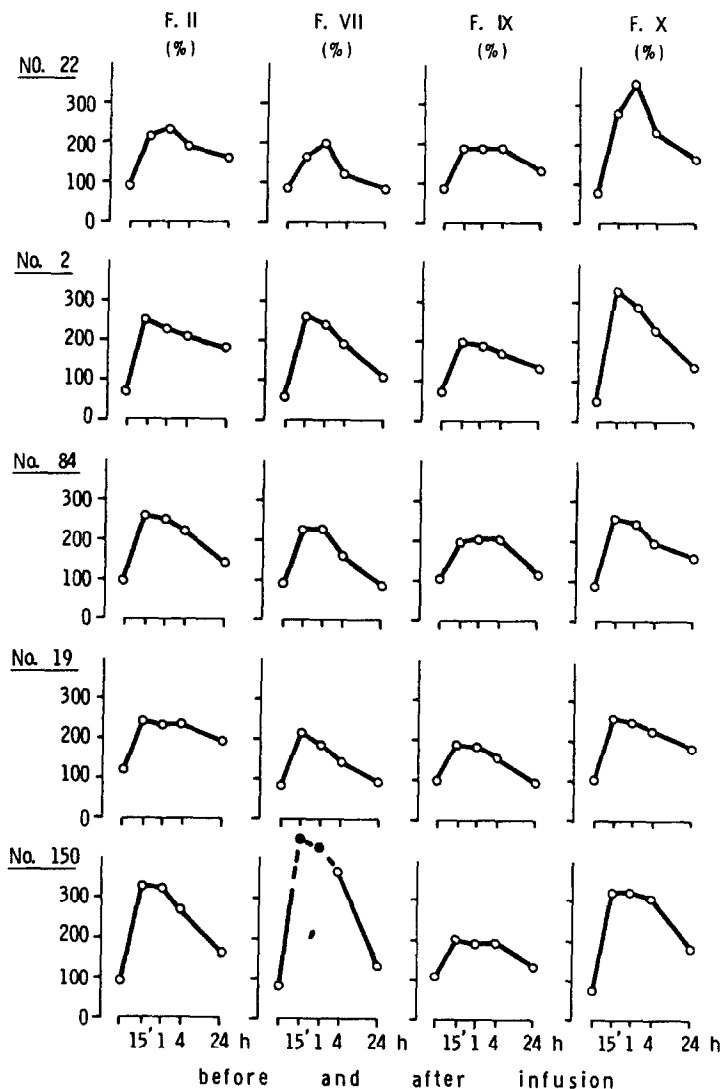 F. II F. VII F. IX F. X
(%) (%) (%) (%)
NO. 22
300
200
100
0
No. 2
300
200
100
0
No. 84
300
200
100
0
No. 19
300
200
100
0
No. 150
300
200
100
0
15' 1 4 24 h 15' 1 4 24 h 15' 1 4 24 h 15' 1 4 24 h
before and after infusion